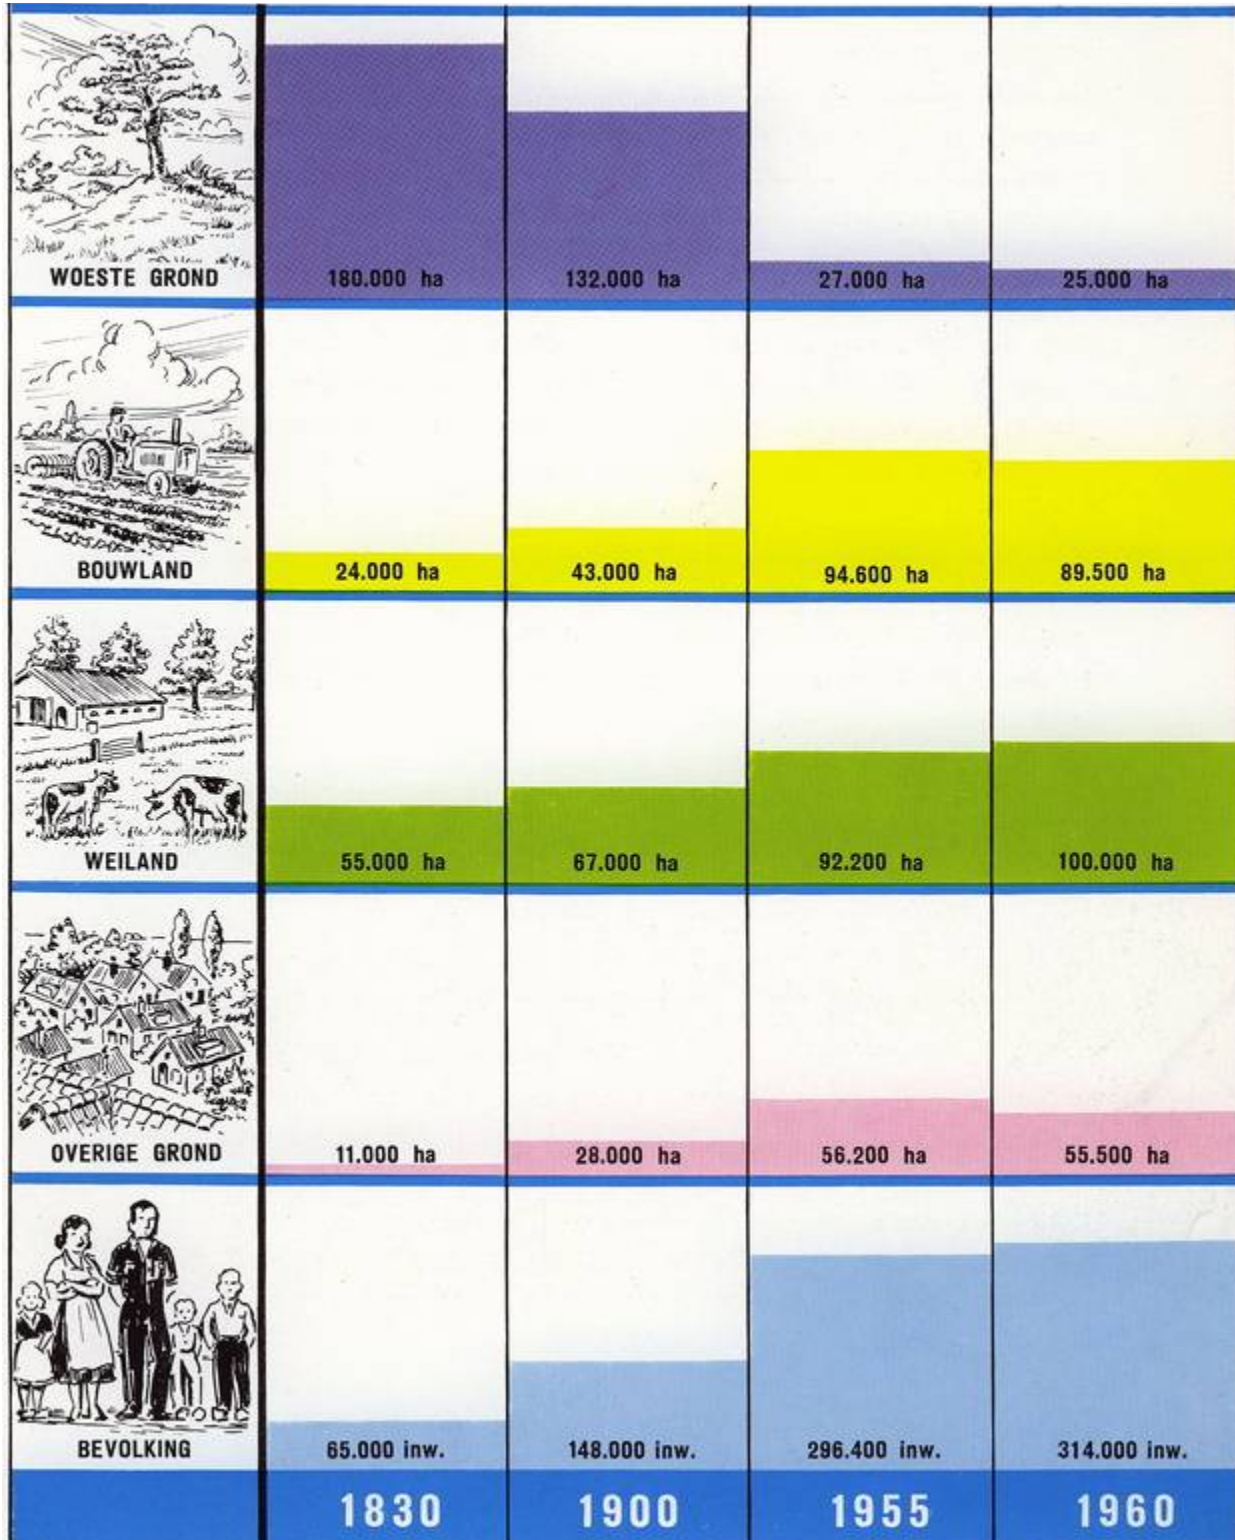 WOESTE GROND
180.000 ha
132.000 ha
27.000 ha
25.000 ha
BOUWLAND
24.000 ha
43.000 ha
94.600 ha
89.500 ha
WEILAND
55.000 ha
67.000 ha
92.200 ha
100.000 ha
OVERIGE GROND
11.000 ha
28.000 ha
56.200 ha
55.500 ha
BEVOLKING
65.000 inw.
148.000 inw.
296.400 inw.
314.000 inw.
1830
1900
1955
1960